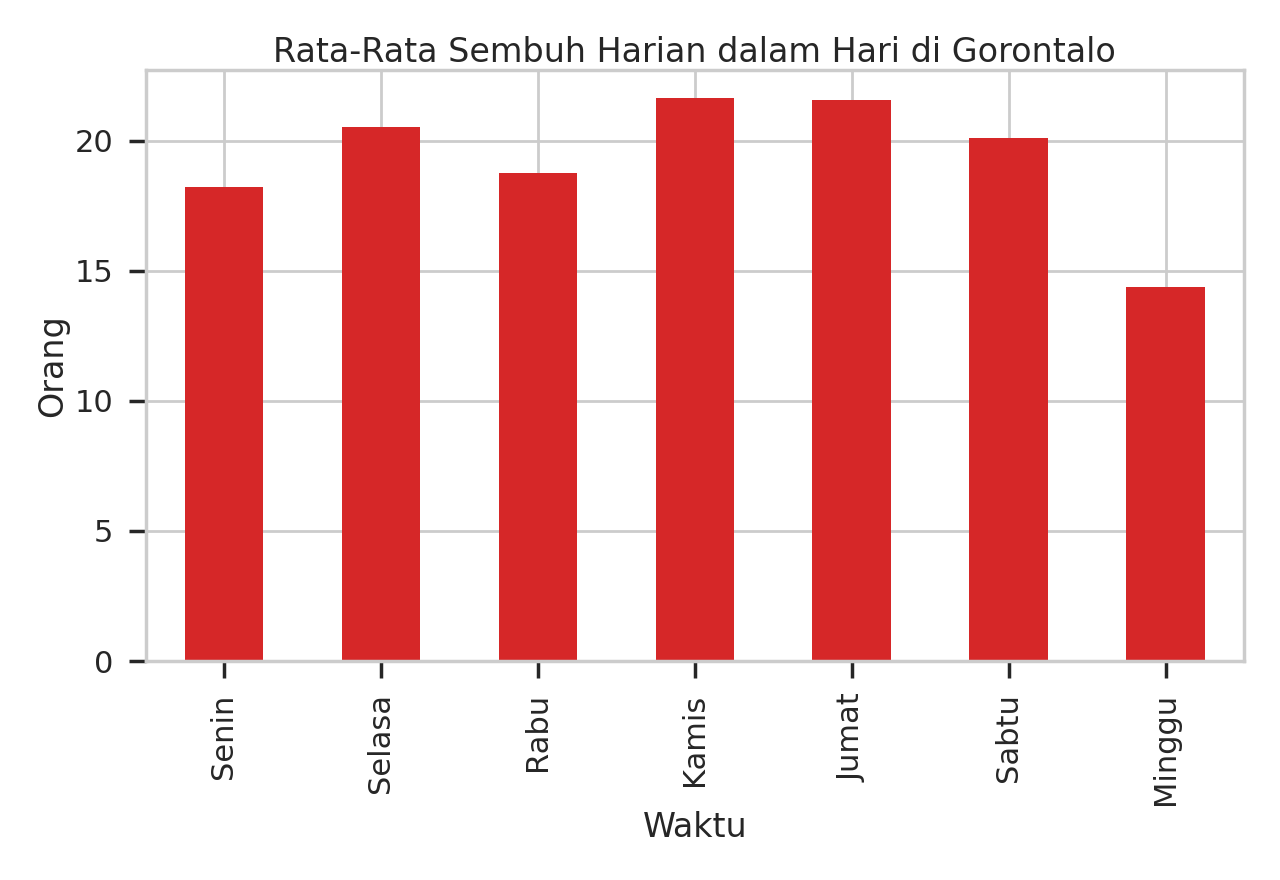 Rata-Rata Sembuh Harian dalam Hari di Gorontalo
Orang
20
15
10
5
0
Senin
Selasa
Rabu
Kamis
Jumat
Sabtu
Minggu
Waktu